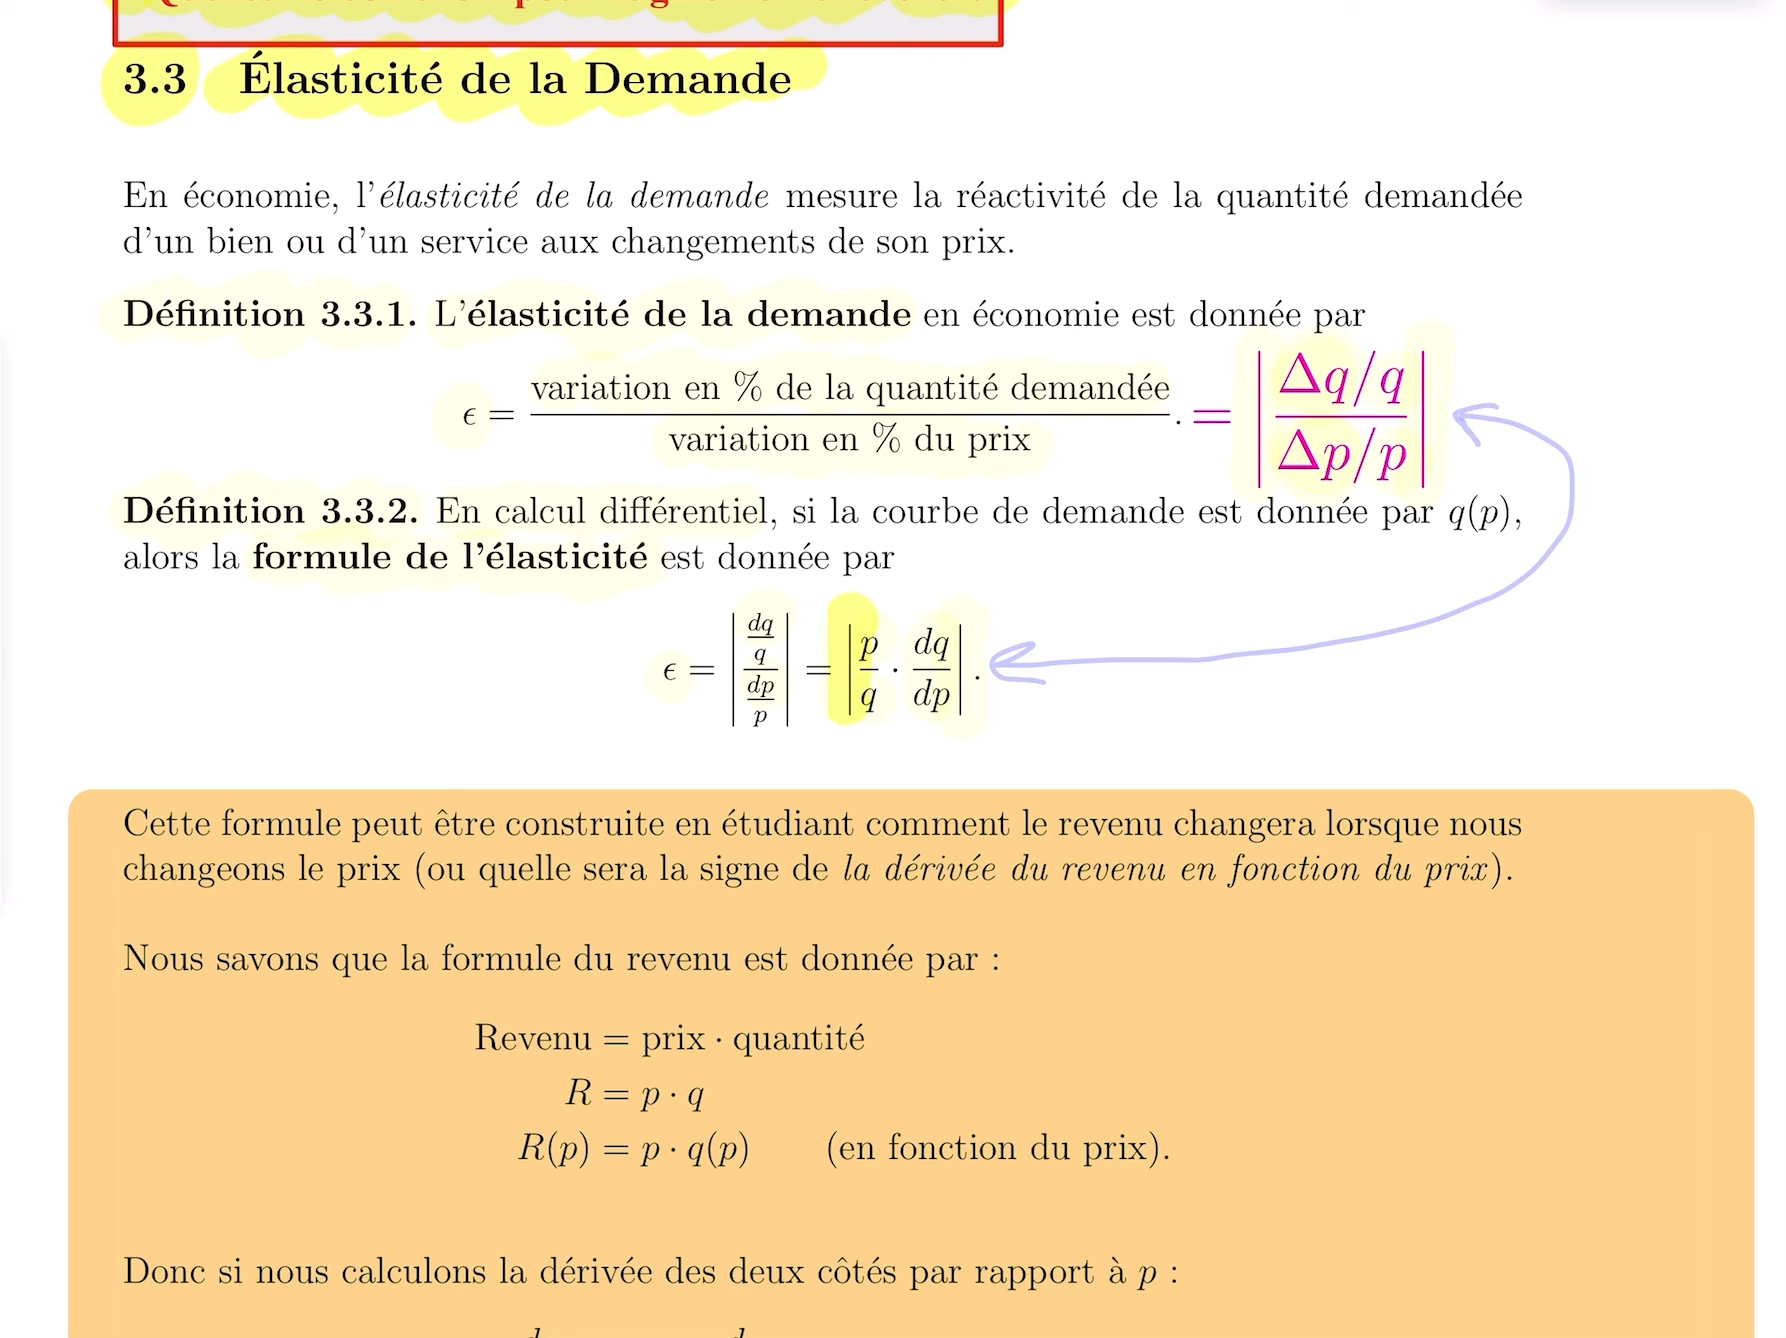 3.3 Élasticité de la Demande
En économie, l'élasticité de la demande mesure la réactivité de la quantité demandée
d'un bien ou d'un service aux changements de son prix.
Définition 3.3.1. L'élasticité de la demande en économie est donnée par
ϵ = variation en % de la quantité demandée / variation en % du prix. = |Δq/q / Δp/p|
Définition 3.3.2. En calcul différentiel, si la courbe de demande est donnée par q(p),
alors la formule de l'élasticité est donnée par
ϵ = |(dq/q)/(dp/p)| = |p/q · dq/dp|.
Cette formule peut être construite en étudiant comment le revenu changera lorsque nous
changeons le prix (ou quelle sera la signe de la dérivée du revenu en fonction du prix).
Nous savons que la formule du revenu est donnée par :
Revenu = prix · quantité
R = p · q
R(p) = p · q(p) (en fonction du prix).
Donc si nous calculons la dérivée des deux côtés par rapport à p :